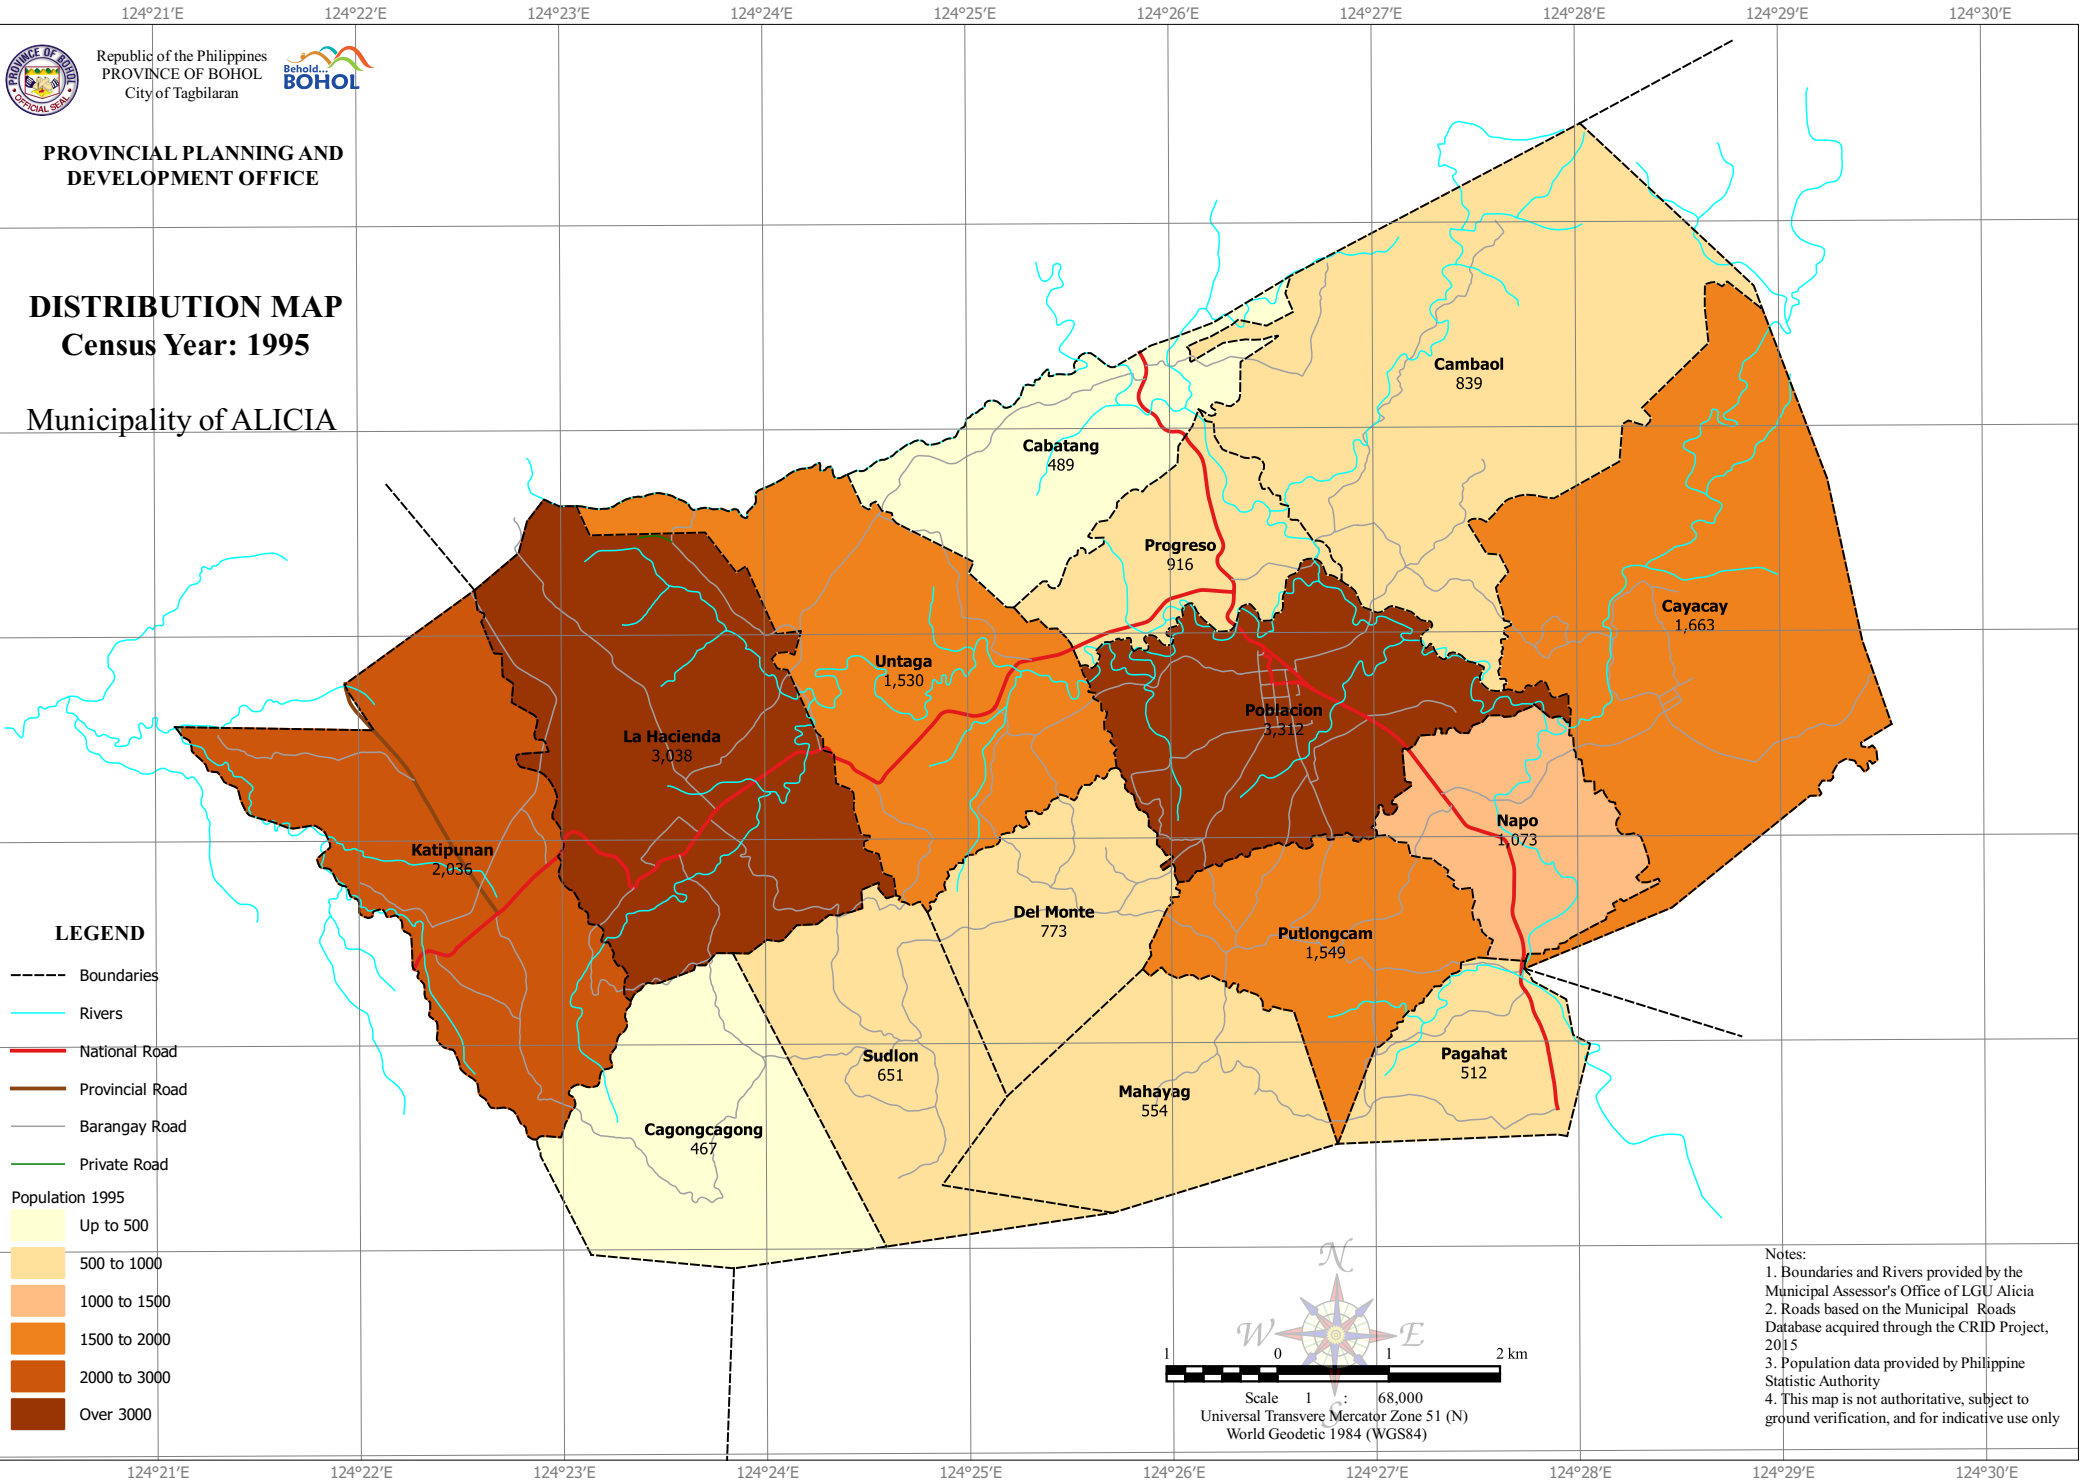 124°21′E 124°22′E 124°23′E 124°24′E 124°25′E 124°26′E 124°27′E 124°28′E 124°29′E 124°30′E
PROVINCE OF BOHOL
OFFICIAL SEAL
Republic of the Philippines
PROVINCE OF BOHOL
City of Tagbilaran
Behold...
BOHOL
PROVINCIAL PLANNING AND
DEVELOPMENT OFFICE
DISTRIBUTION MAP
Census Year: 1995
Municipality of ALICIA
Cambaol
839
Cabatang
489
Progreso
916
Cayacay
1,663
Untaga
1,530
Poblacion
3,312
La Hacienda
3,038
Napo
1,073
Katipunan
2,036
Del Monte
773
Putlongcam
1,549
Sudlon
651
Pagahat
512
Mahayag
554
Cagongcagong
467
LEGEND
Boundaries
Rivers
National Road
Provincial Road
Barangay Road
Private Road
Population 1995
Up to 500
500 to 1000
1000 to 1500
1500 to 2000
2000 to 3000
Over 3000
N
W E
S
1 0 1 2 km
Scale 1 : 68,000
Universal Transvere Mercator Zone 51 (N)
World Geodetic 1984 (WGS84)
Notes:
1. Boundaries and Rivers provided by the
Municipal Assessor's Office of LGU Alicia
2. Roads based on the Municipal Roads
Database acquired through the CRID Project,
2015
3. Population data provided by Philippine
Statistic Authority
4. This map is not authoritative, subject to
ground verification, and for indicative use only
124°21′E 124°22′E 124°23′E 124°24′E 124°25′E 124°26′E 124°27′E 124°28′E 124°29′E 124°30′E